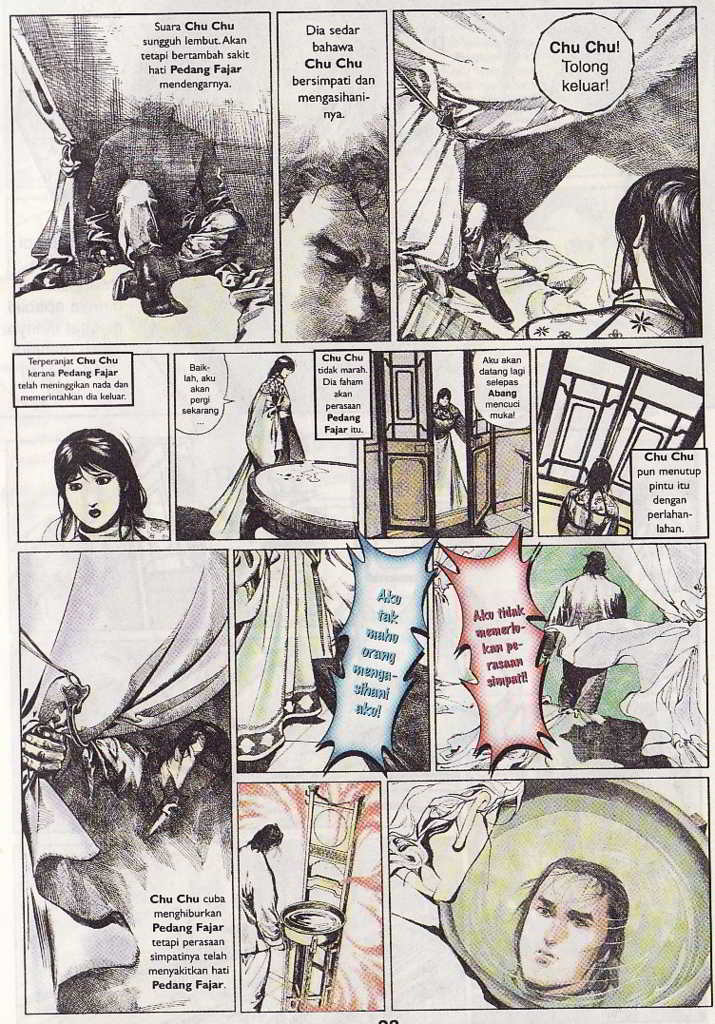 Suara Chu Chu
sungguh lembut. Akan
tetapi bertambah sakit
hati Pedang Fajar
mendengarnya.
Dia sedar
bahawa
Chu Chu
bersimpati dan
mengasihani-
nya.
Chu Chu!
Tolong
keluar!
Terperanjat Chu Chu
kerana Pedang Fajar
telah meninggikan nada dan
memerintahkan dia keluar.
Baik-
lah, aku
akan
pergi
sekarang
...
Chu Chu
tidak marah.
Dia faham
akan
perasaan
Pedang
Fajar itu.
Aku akan
datang lagi
selepas
Abang
mencuci
muka!
Chu Chu
pun menutup
pintu itu
dengan
perlahan-
lahan.
Aku
tak
mahu
orang
menga-
sihani
aku!
Aku tidak
memerlu-
kan pe-
rasaan
simpati!
Chu Chu cuba
menghiburkan
Pedang Fajar
tetapi perasaan
simpatinya telah
menyakitkan hati
Pedang Fajar.